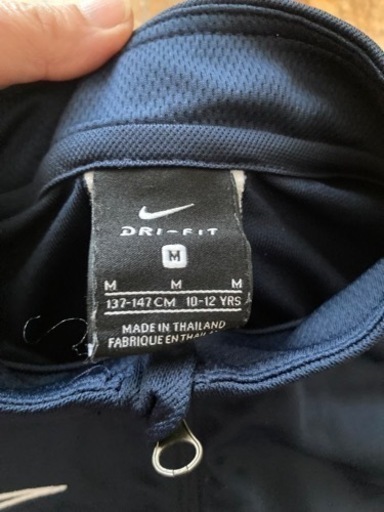 DRI-FIT
M
M M M
137-147 CM 10-12 YRS
MADE IN THAILAND
FABRIQUE EN THAILANDE